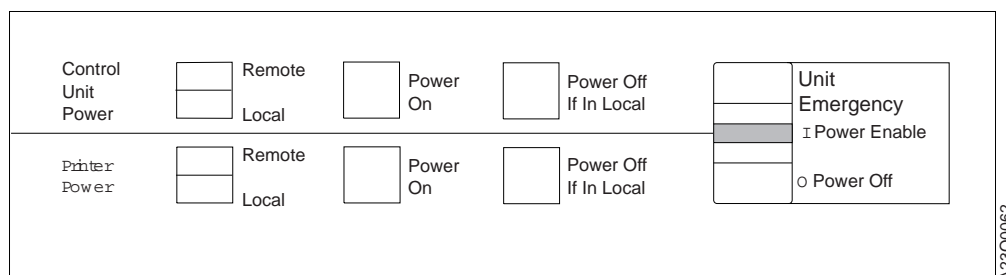 Control
Unit
Power
Remote
Local
Power
On
Power Off
If In Local
Unit
Emergency
I Power Enable
O Power Off
Printer
Power
Remote
Local
Power
On
Power Off
If In Local